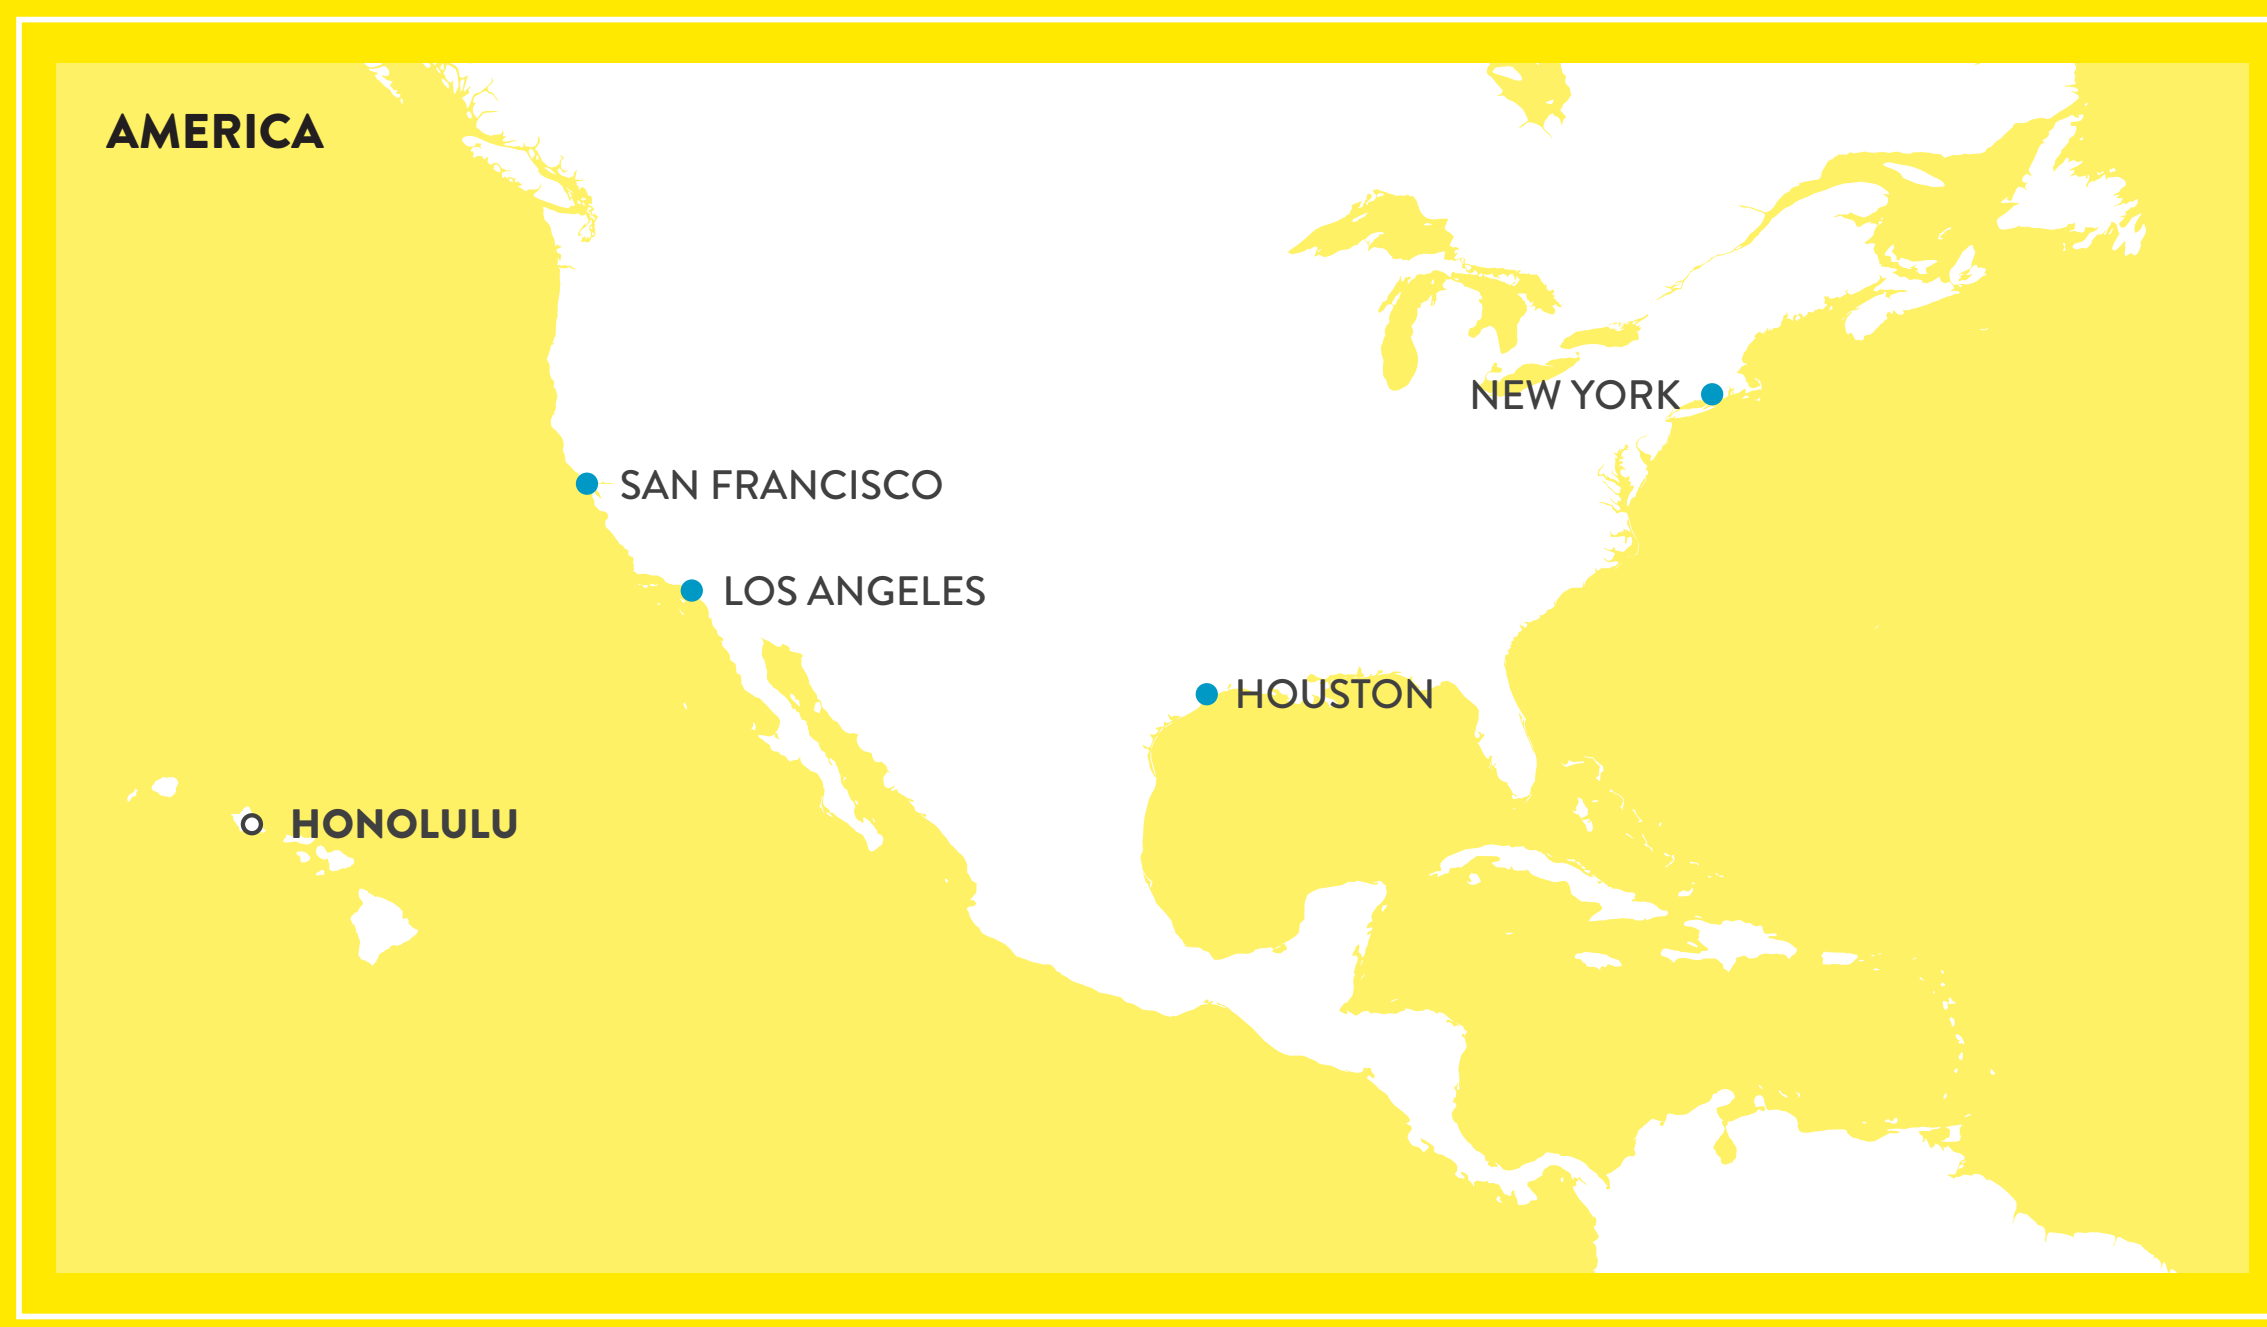 AMERICA
NEW YORK
SAN FRANCISCO
LOS ANGELES
HOUSTON
HONOLULU